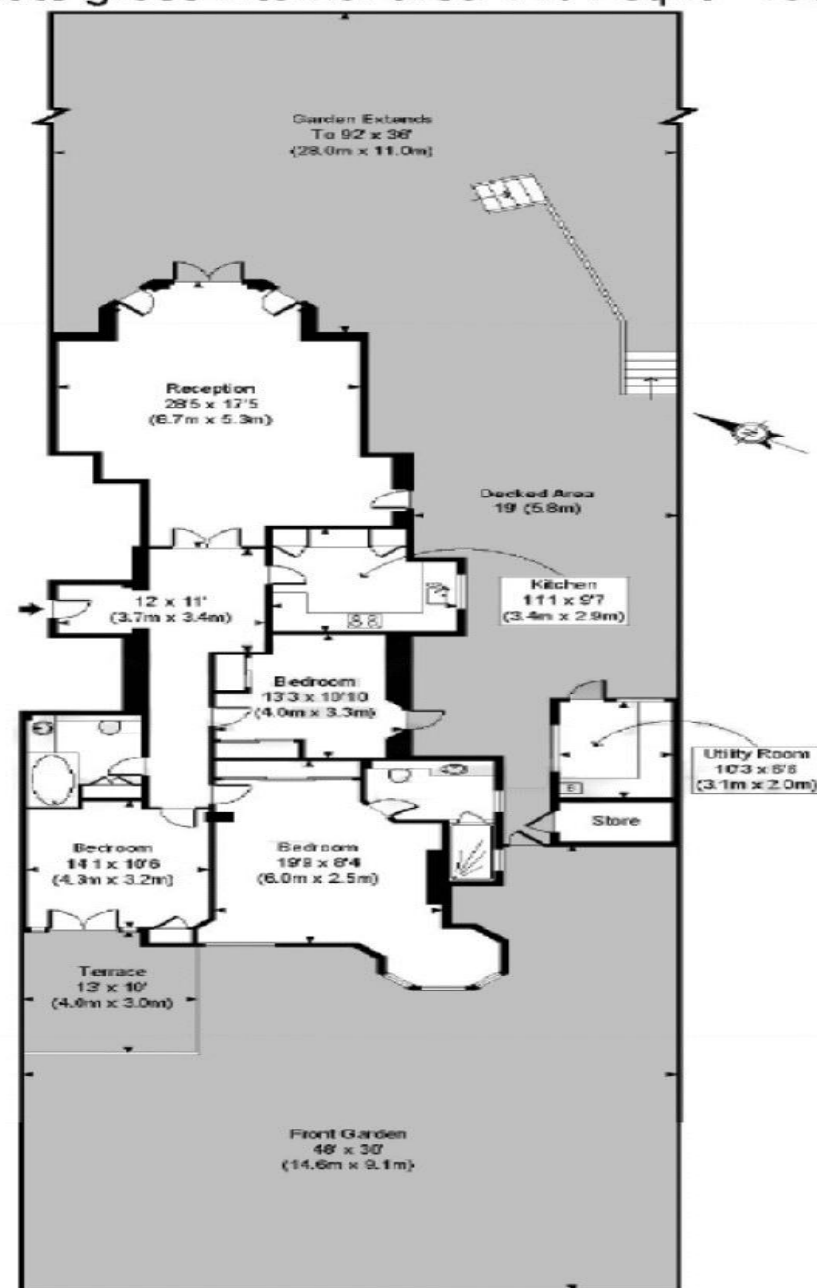 Garden Extends
To 92' x 36'
(28.0m x 11.0m)
Reception
28'5 x 17'5
(8.7m x 5.3m)
Decked Area
19' (5.8m)
Kitchen
11'1 x 9'7
(3.4m x 2.9m)
12' x 11'
(3.7m x 3.4m)
Bedroom
13'3 x 10'10
(4.0m x 3.3m)
Utility Room
10'3 x 6'6
(3.1m x 2.0m)
Store
Bedroom
14'1 x 10'6
(4.3m x 3.2m)
Bedroom
19'8 x 8'4
(6.0m x 2.5m)
Terrace
13' x 10'
(4.0m x 3.0m)
Front Garden
48' x 30'
(14.6m x 9.1m)